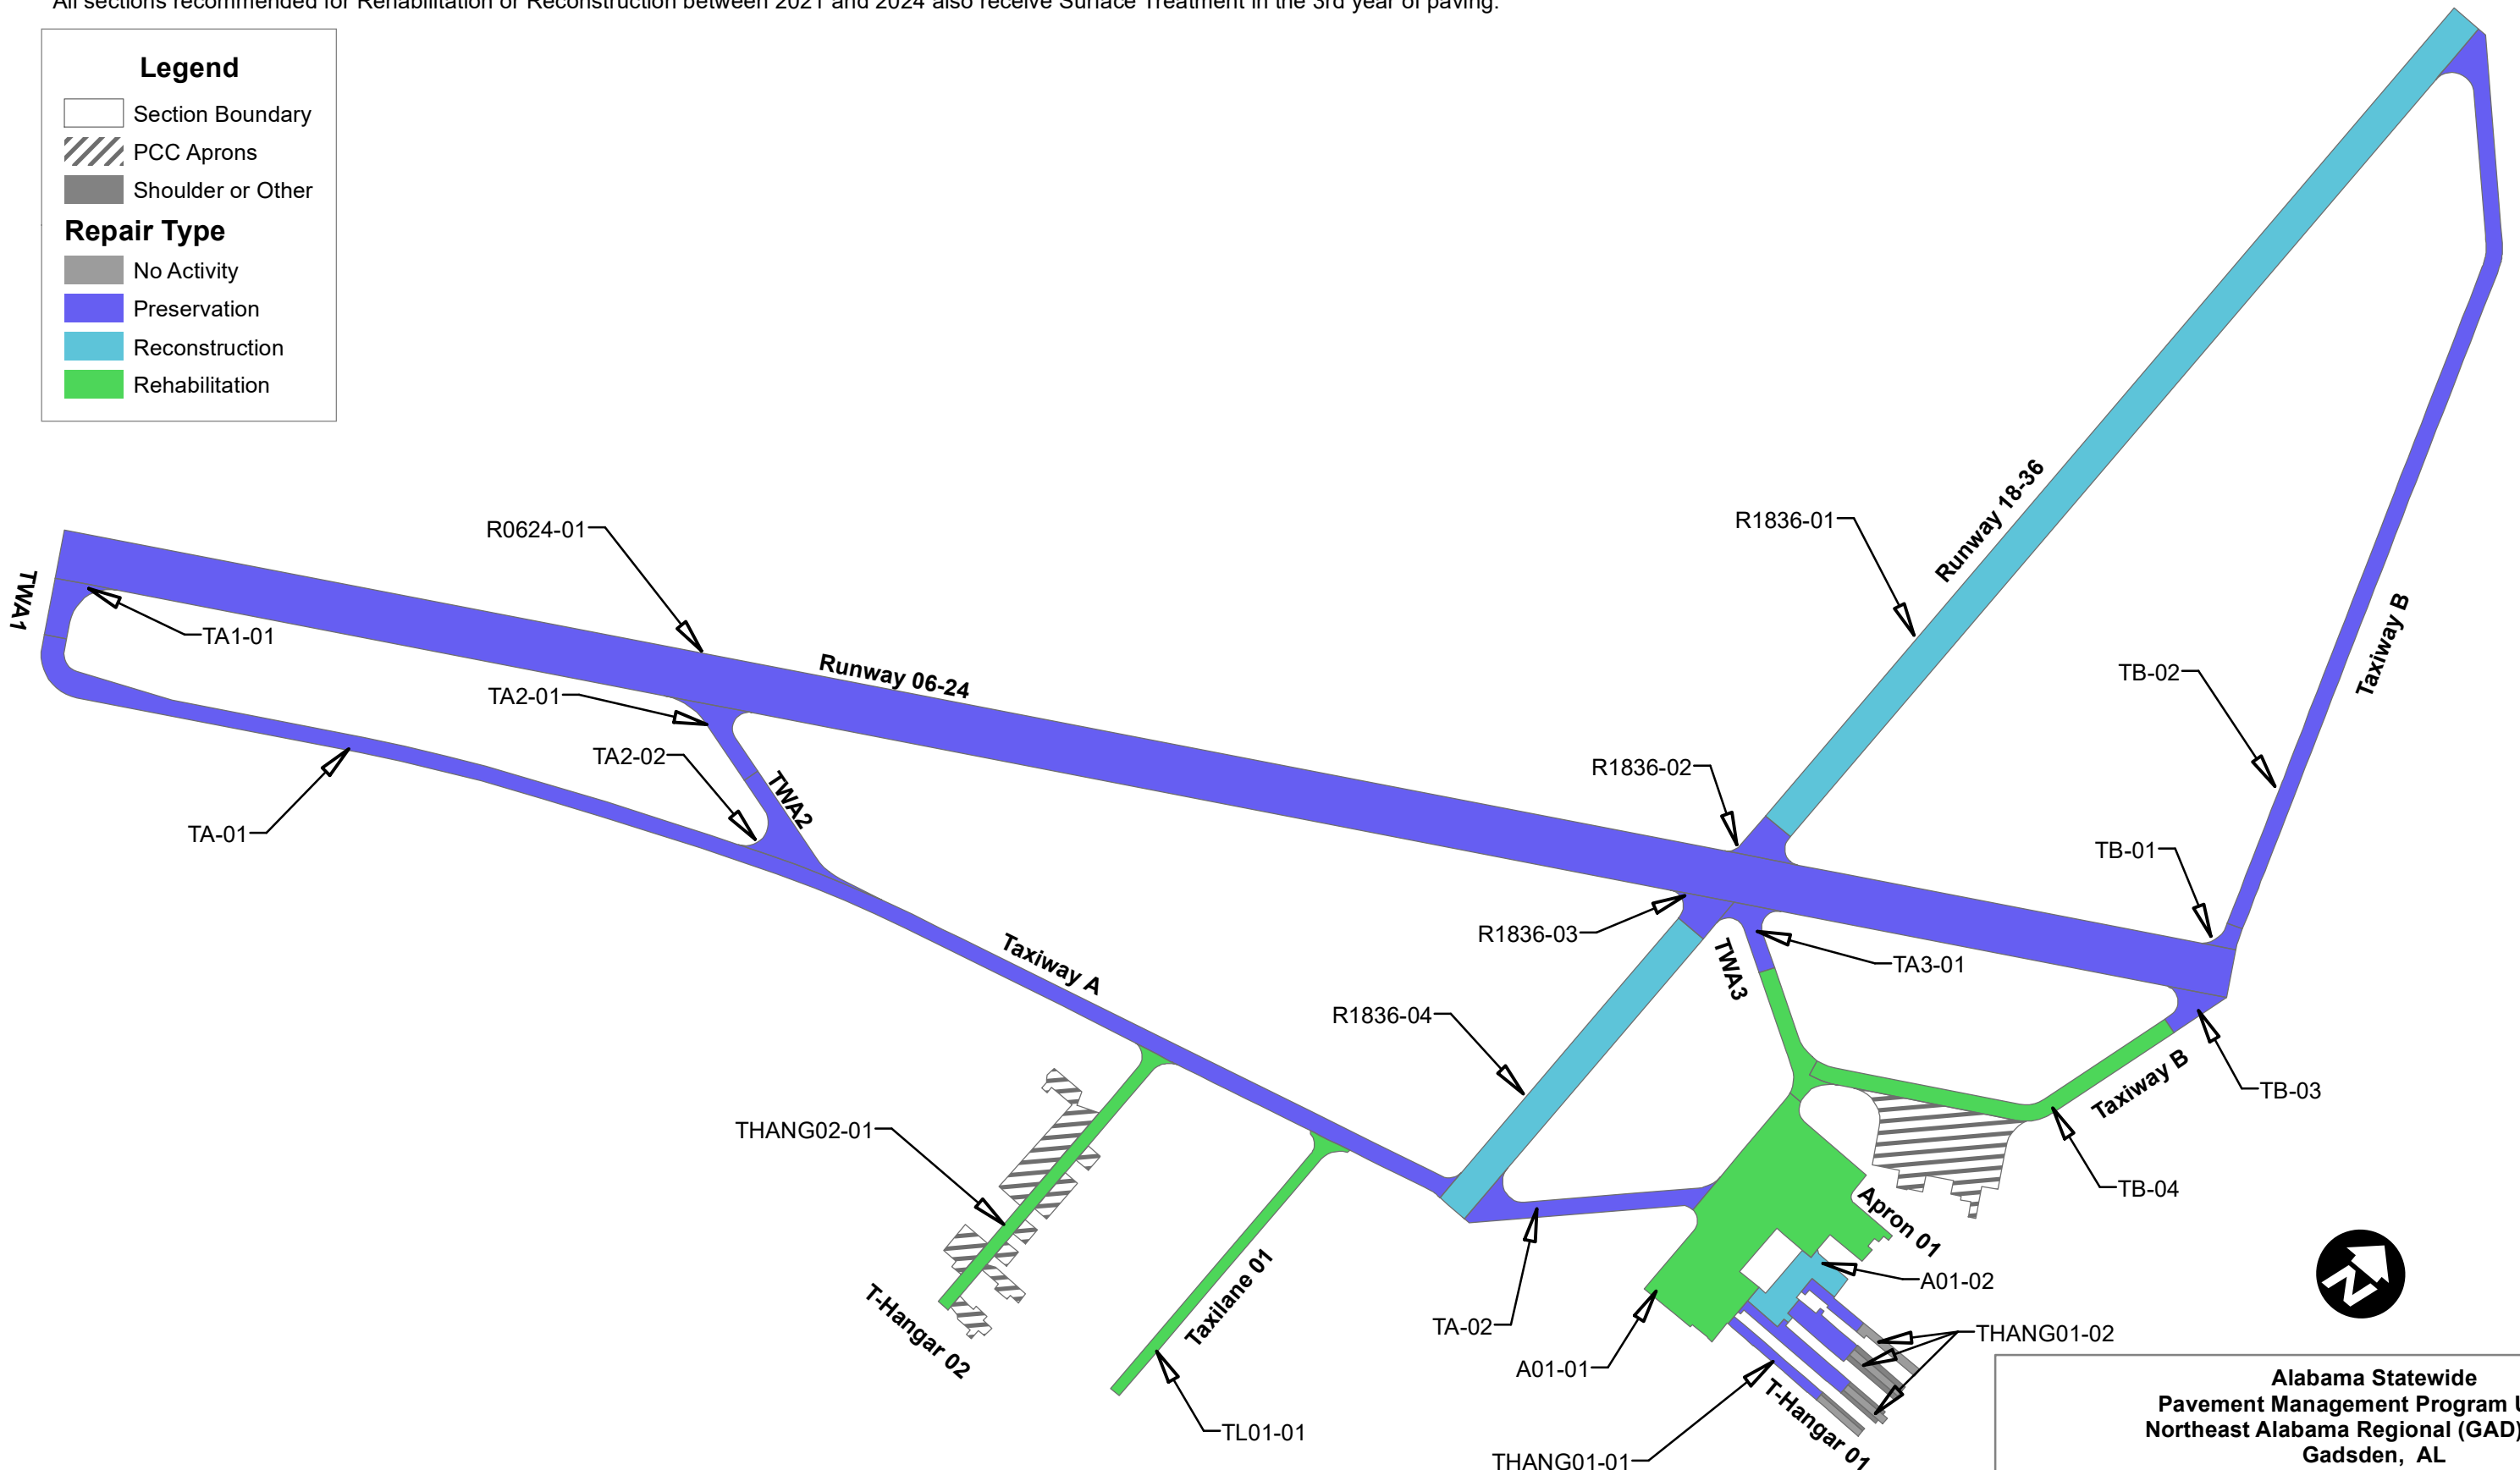 All sections recommended for Rehabilitation or Reconstruction between 2021 and 2024 also receive Surface Treatment in the 3rd year of paving.
Legend
Section Boundary
PCC Aprons
Shoulder or Other
Repair Type
No Activity
Preservation
Reconstruction
Rehabilitation
R0624-01
R1836-01
Runway 18-36
TWA1
TA1-01
Runway 06-24
Taxiway B
TB-02
TA2-01
TA2-02
TWA2
R1836-02
TA-01
TB-01
R1836-03
Taxiway A
TWA3
TA3-01
R1836-04
TB-03
Taxiway B
THANG02-01
TB-04
Apron 01
A01-02
T-Hangar 02
Taxilane 01
TA-02
THANG01-02
A01-01
T-Hangar 01
TL01-01
THANG01-01
N
Alabama Statewide
Pavement Management Program
Northeast Alabama Regional (GAD)
Gadsden, AL